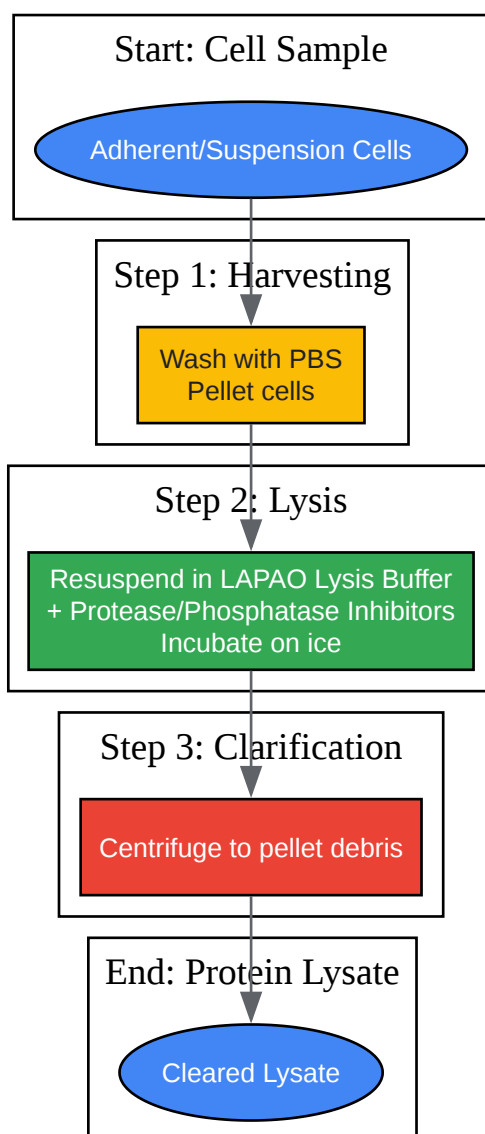 Start: Cell Sample
Adherent/Suspension Cells
Step 1: Harvesting
Wash with PBS
Pellet cells
Step 2: Lysis
Resuspend in LAPAO Lysis Buffer
+ Protease/Phosphatase Inhibitors
Incubate on ice
Step 3: Clarification
Centrifuge to pellet debris
End: Protein Lysate
Cleared Lysate